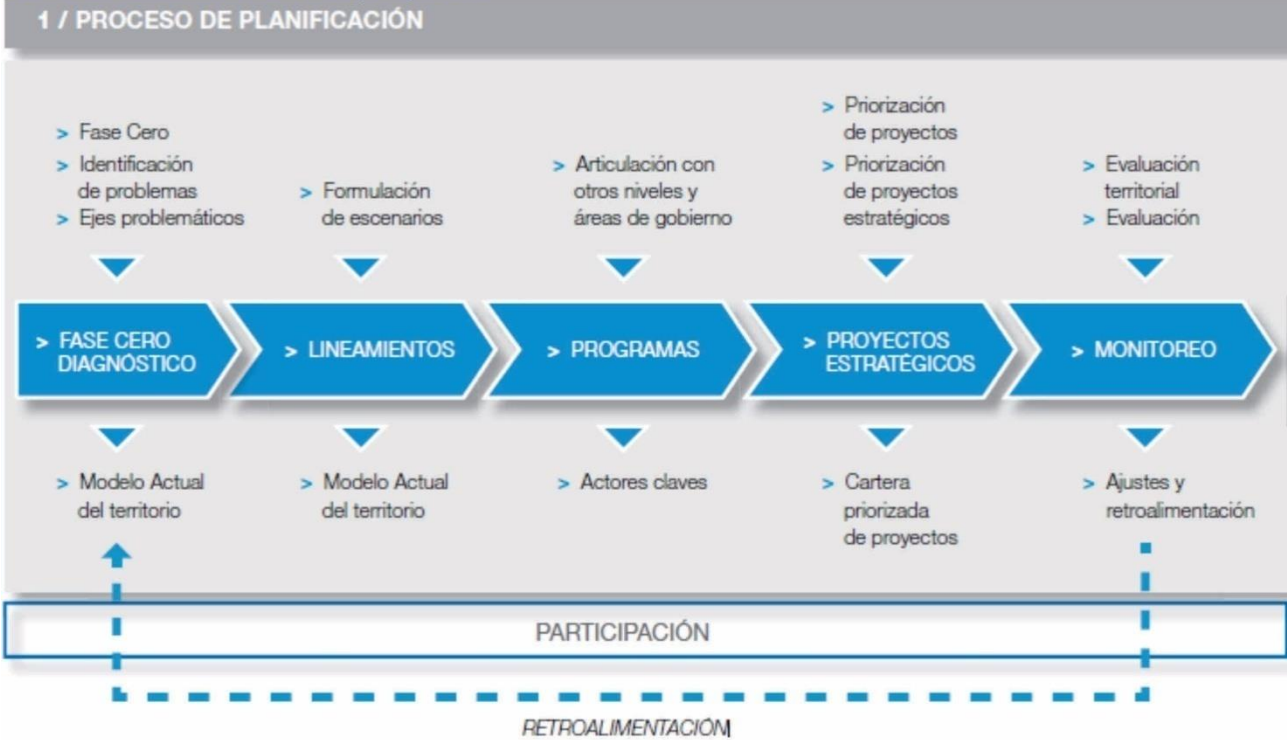 1 / PROCESO DE PLANIFICACIÓN
> Fase Cero
> Identificación
de problemas
> Ejes problemáticos
> Formulación
de escenarios
> Articulación con
otros niveles y
áreas de gobierno
> Priorización
de proyectos
> Priorización
de proyectos
estratégicos
> Evaluación
territorial
> Evaluación
> FASE CERO
DIAGNÓSTICO
> LINEAMIENTOS
> PROGRAMAS
> PROYECTOS
ESTRATÉGICOS
> MONITOREO
> Modelo Actual
del territorio
> Modelo Actual
del territorio
> Actores claves
> Cartera
priorizada
de proyectos
> Ajustes y
retroalimentación
PARTICIPACIÓN
RETROALIMENTACIÓN